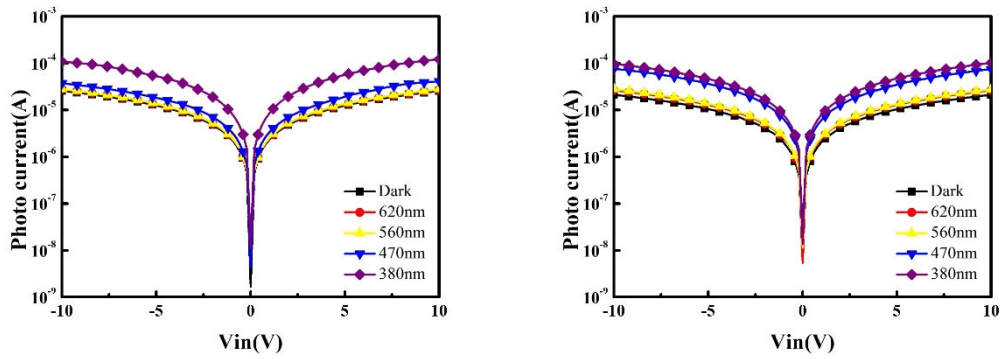 Photo current(A)
10⁻³
10⁻⁴
10⁻⁵
10⁻⁶
10⁻⁷
10⁻⁸
10⁻⁹
Dark
620nm
560nm
470nm
380nm
-10
-5
0
5
10
Vin(V)
Photo current(A)
10⁻³
10⁻⁴
10⁻⁵
10⁻⁶
10⁻⁷
10⁻⁸
10⁻⁹
Dark
620nm
560nm
470nm
380nm
-10
-5
0
5
10
Vin(V)